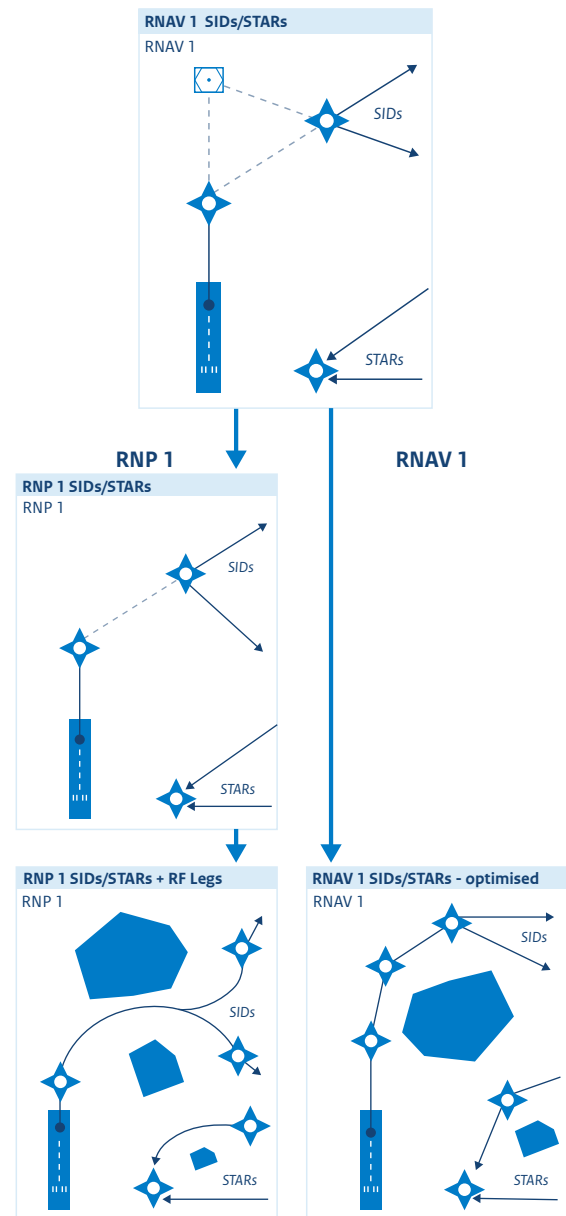 RNAV 1 SIDs/STARs
RNAV 1
SIDs
STARs
RNP 1
RNAV 1
RNP 1 SIDs/STARs
RNP 1
SIDs
STARs
RNP 1 SIDs/STARs + RF Legs
RNP 1
SIDs
STARs
RNAV 1 SIDs/STARs - optimised
RNAV 1
SIDs
STARs